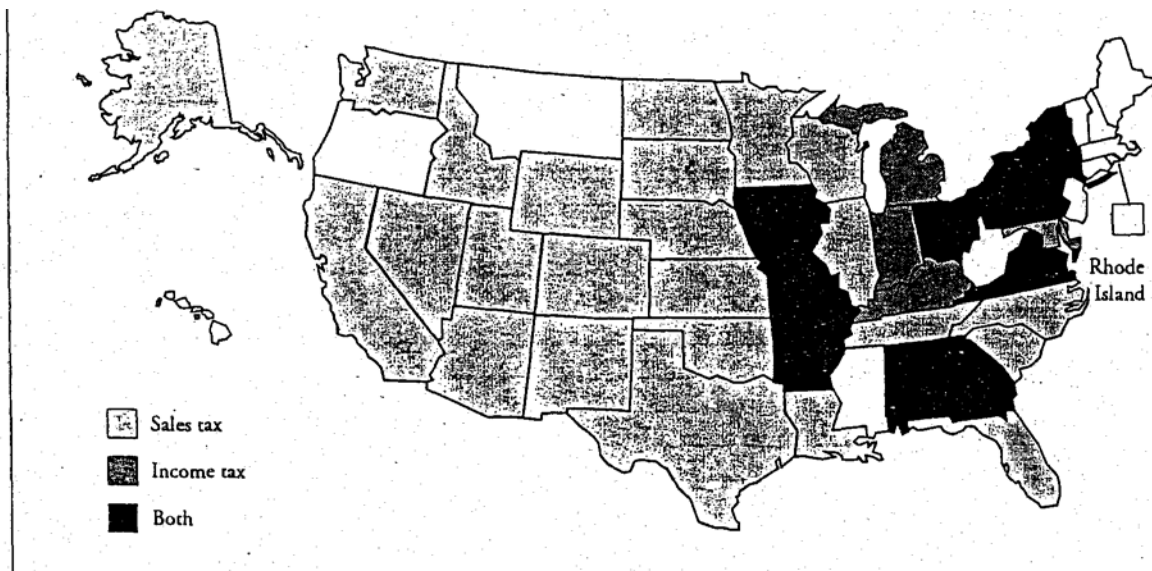 Rhode
Island
Sales tax
Income tax
Both